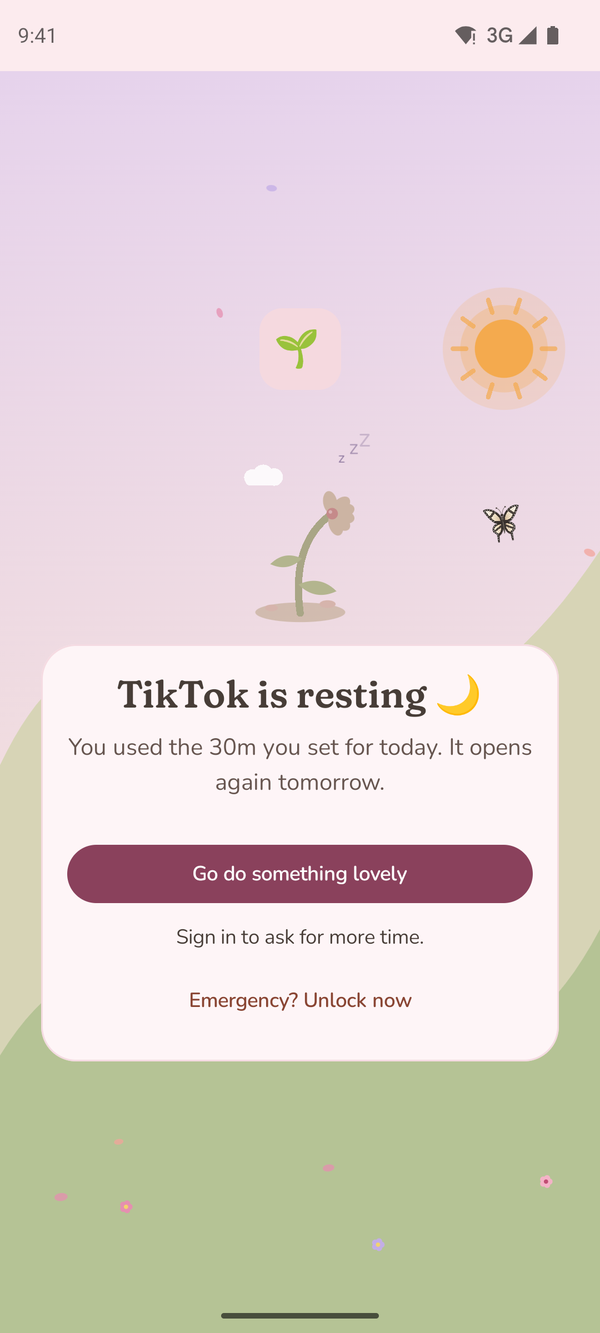 9:41
3G
z z Z
TikTok is resting 🌙
You used the 30m you set for today. It opens
again tomorrow.
Go do something lovely
Sign in to ask for more time.
Emergency? Unlock now